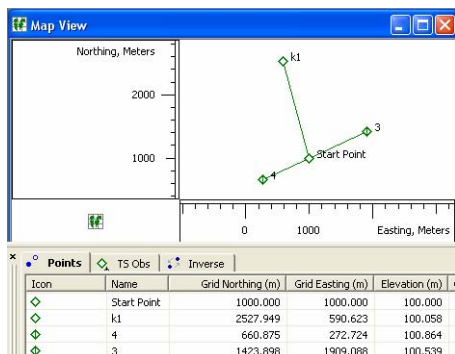 Map View
Northing, Meters
2000
1000
k1
3
Start Point
4
0 1000 Easting, Meters
Points TS Obs Inverse
Icon Name Grid Northing (m) Grid Easting (m) Elevation (m)
Start Point 1000.000 1000.000 100.000
k1 2527.949 590.623 100.058
4 660.875 272.724 100.864
3 1423.898 1909.088 100.539